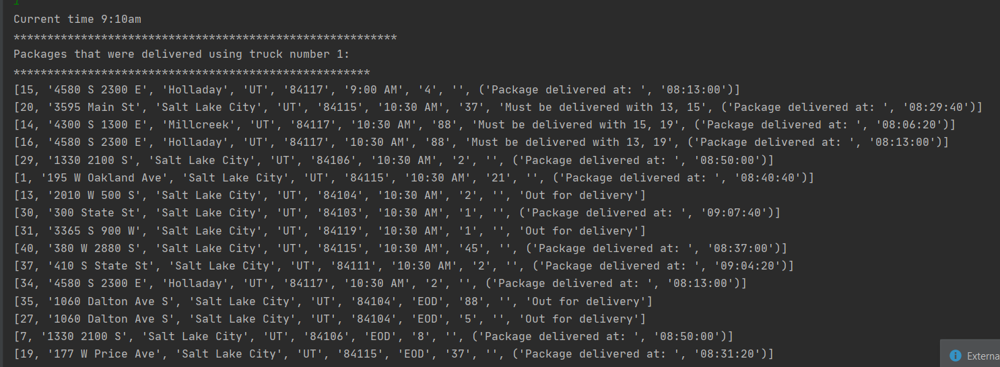 1
Current time 9:10am
*********************************************************
Packages that were delivered using truck number 1:
*****************************************************
[15, '4580 S 2300 E', 'Holladay', 'UT', '84117', '9:00 AM', '4', '', ('Package delivered at: ', '08:13:00')]
[20, '3595 Main St', 'Salt Lake City', 'UT', '84115', '10:30 AM', '37', 'Must be delivered with 13, 15', ('Package delivered at: ', '08:29:40')]
[14, '4300 S 1300 E', 'Millcreek', 'UT', '84117', '10:30 AM', '88', 'Must be delivered with 15, 19', ('Package delivered at: ', '08:06:20')]
[16, '4580 S 2300 E', 'Holladay', 'UT', '84117', '10:30 AM', '88', 'Must be delivered with 13, 19', ('Package delivered at: ', '08:13:00')]
[29, '1330 2100 S', 'Salt Lake City', 'UT', '84106', '10:30 AM', '2', '', ('Package delivered at: ', '08:50:00')]
[1, '195 W Oakland Ave', 'Salt Lake City', 'UT', '84115', '10:30 AM', '21', '', ('Package delivered at: ', '08:40:40')]
[13, '2010 W 500 S', 'Salt Lake City', 'UT', '84104', '10:30 AM', '2', '', 'Out for delivery']
[30, '300 State St', 'Salt Lake City', 'UT', '84103', '10:30 AM', '1', '', ('Package delivered at: ', '09:07:40')]
[31, '3365 S 900 W', 'Salt Lake City', 'UT', '84119', '10:30 AM', '1', '', 'Out for delivery']
[40, '380 W 2880 S', 'Salt Lake City', 'UT', '84115', '10:30 AM', '45', '', ('Package delivered at: ', '08:37:00')]
[37, '410 S State St', 'Salt Lake City', 'UT', '84111', '10:30 AM', '2', '', ('Package delivered at: ', '09:04:20')]
[34, '4580 S 2300 E', 'Holladay', 'UT', '84117', '10:30 AM', '2', '', ('Package delivered at: ', '08:13:00')]
[35, '1060 Dalton Ave S', 'Salt Lake City', 'UT', '84104', 'EOD', '88', '', 'Out for delivery']
[27, '1060 Dalton Ave S', 'Salt Lake City', 'UT', '84104', 'EOD', '5', '', 'Out for delivery']
[7, '1330 2100 S', 'Salt Lake City', 'UT', '84106', 'EOD', '8', '', ('Package delivered at: ', '08:50:00')]
[19, '177 W Price Ave', 'Salt Lake City', 'UT', '84115', 'EOD', '37', '', ('Package delivered at: ', '08:31:20')]
Externa